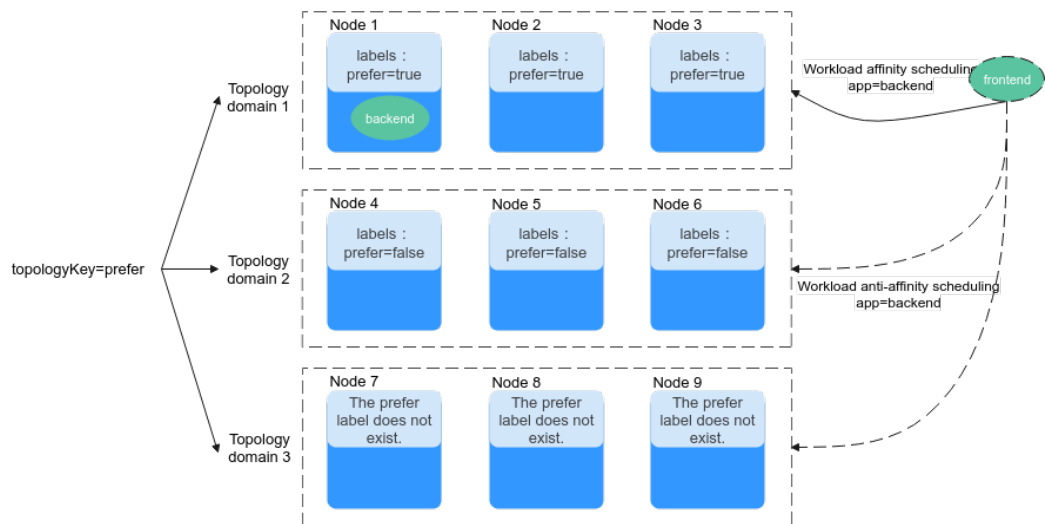 Node 1
Node 2
Node 3
labels：
prefer=true
labels：
prefer=true
labels：
prefer=true
backend
Topology
domain 1
Workload affinity scheduling
app=backend
frontend
Node 4
Node 5
Node 6
labels：
prefer=false
labels：
prefer=false
labels：
prefer=false
topologyKey=prefer
Topology
domain 2
Workload anti-affinity scheduling
app=backend
Node 7
Node 8
Node 9
The prefer
label does not
exist.
The prefer
label does not
exist.
The prefer
label does not
exist.
Topology
domain 3